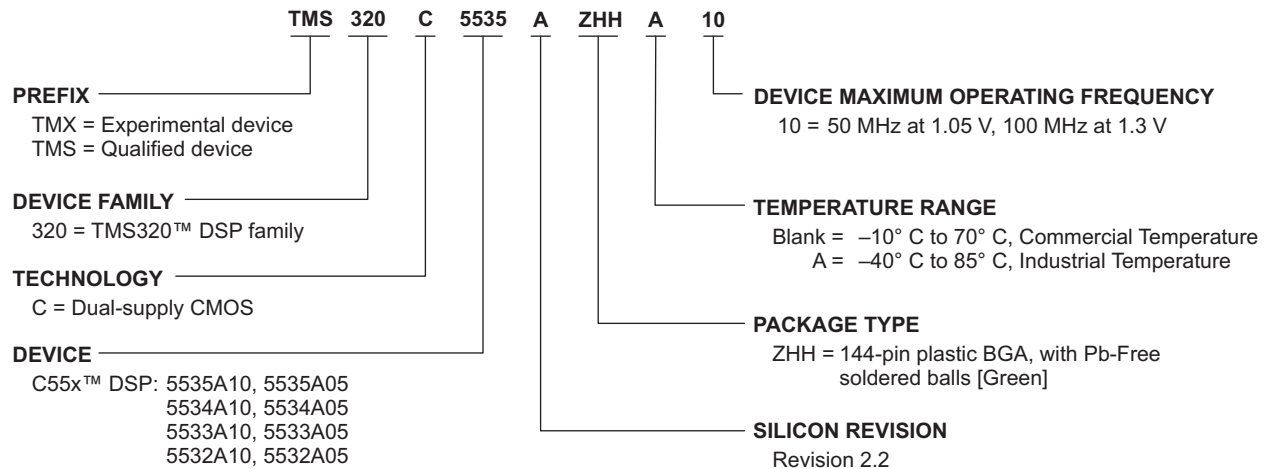 TMS 320 C 5535 A ZHH A 10
PREFIX
TMX = Experimental device
TMS = Qualified device
DEVICE FAMILY
320 = TMS320™ DSP family
TECHNOLOGY
C = Dual-supply CMOS
DEVICE
C55x™ DSP: 5535A10, 5535A05
5534A10, 5534A05
5533A10, 5533A05
5532A10, 5532A05
DEVICE MAXIMUM OPERATING FREQUENCY
10 = 50 MHz at 1.05 V, 100 MHz at 1.3 V
TEMPERATURE RANGE
Blank = –10° C to 70° C, Commercial Temperature
A = –40° C to 85° C, Industrial Temperature
PACKAGE TYPE
ZHH = 144-pin plastic BGA, with Pb-Free
soldered balls [Green]
SILICON REVISION
Revision 2.2